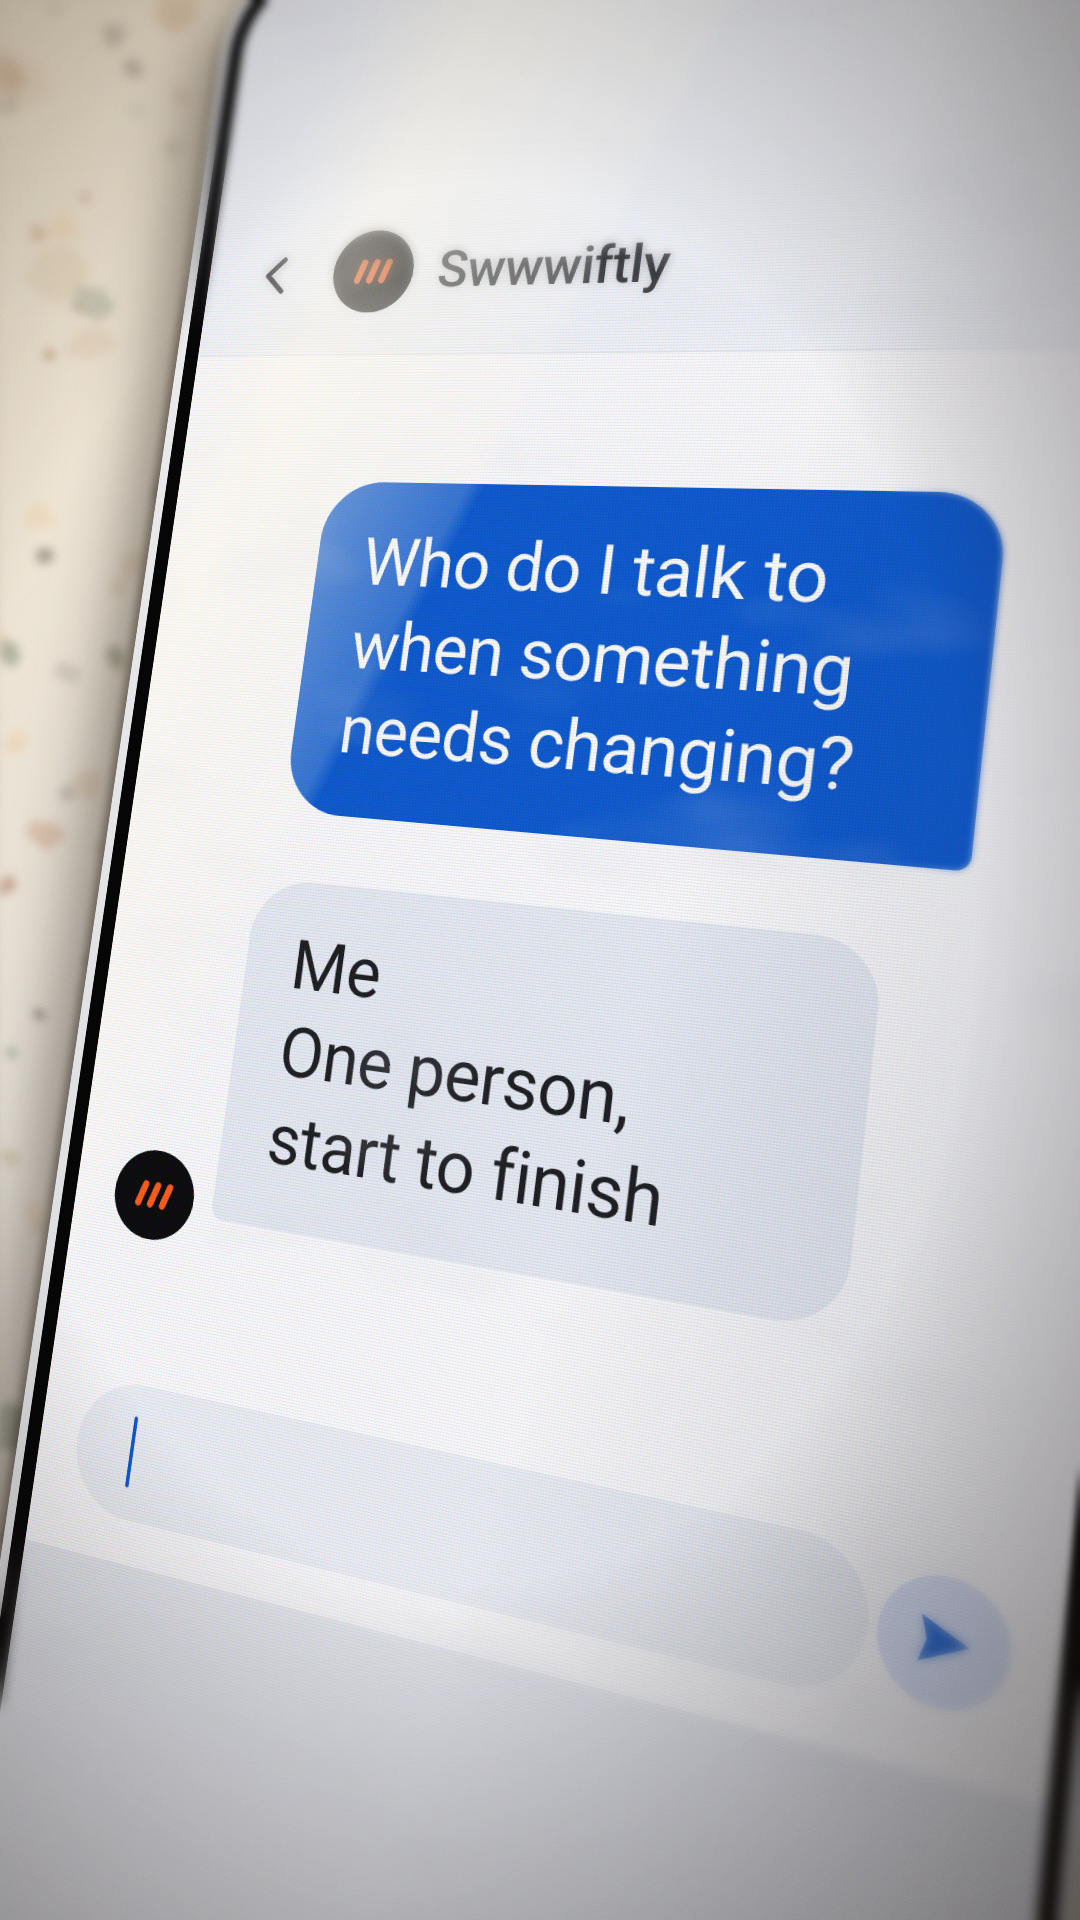 Swwwiftly
Who do I talk to
when something
needs changing?
Me
One person,
start to finish